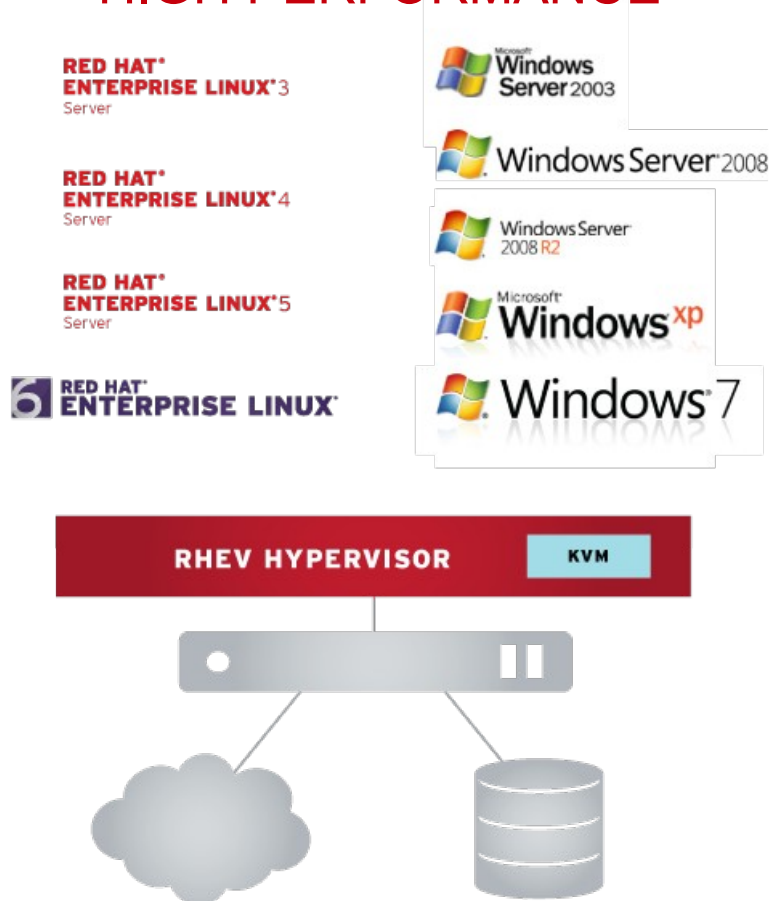 HIGH PERFORMANCE
RED HAT®
ENTERPRISE LINUX® 3
Server
RED HAT®
ENTERPRISE LINUX® 4
Server
RED HAT®
ENTERPRISE LINUX® 5
Server
6 RED HAT®
ENTERPRISE LINUX®
Microsoft®
Windows
Server 2003
Windows Server® 2008
Windows Server®
2008 R2
Microsoft®
Windows xp
Windows® 7
RHEV HYPERVISOR
KVM